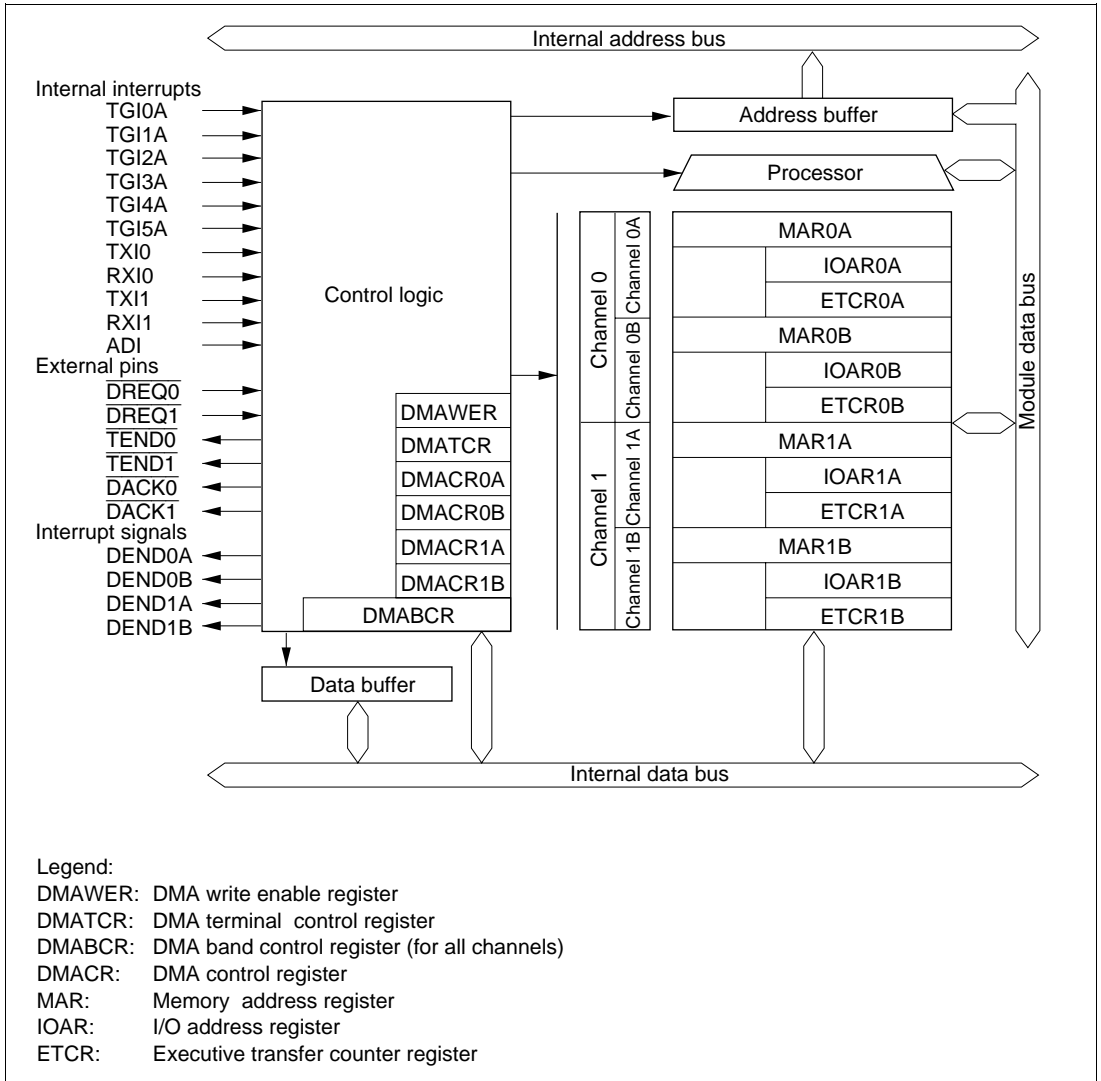 Internal address bus
Internal interrupts
TGI0A
TGI1A
TGI2A
TGI3A
TGI4A
TGI5A
TXI0
RXI0
TXI1
RXI1
ADI
External pins
DREQ0
DREQ1
TEND0
TEND1
DACK0
DACK1
Interrupt signals
DEND0A
DEND0B
DEND1A
DEND1B
Control logic
DMAWER
DMATCR
DMACR0A
DMACR0B
DMACR1A
DMACR1B
DMABCR
Data buffer
Address buffer
Processor
Channel 0
Channel 0A
Channel 0B
Channel 1
Channel 1A
Channel 1B
MAR0A
IOAR0A
ETCR0A
MAR0B
IOAR0B
ETCR0B
MAR1A
IOAR1A
ETCR1A
MAR1B
IOAR1B
ETCR1B
Module data bus
Internal data bus
Legend:
DMAWER: DMA write enable register
DMATCR: DMA terminal control register
DMABCR: DMA band control register (for all channels)
DMACR: DMA control register
MAR: Memory address register
IOAR: I/O address register
ETCR: Executive transfer counter register